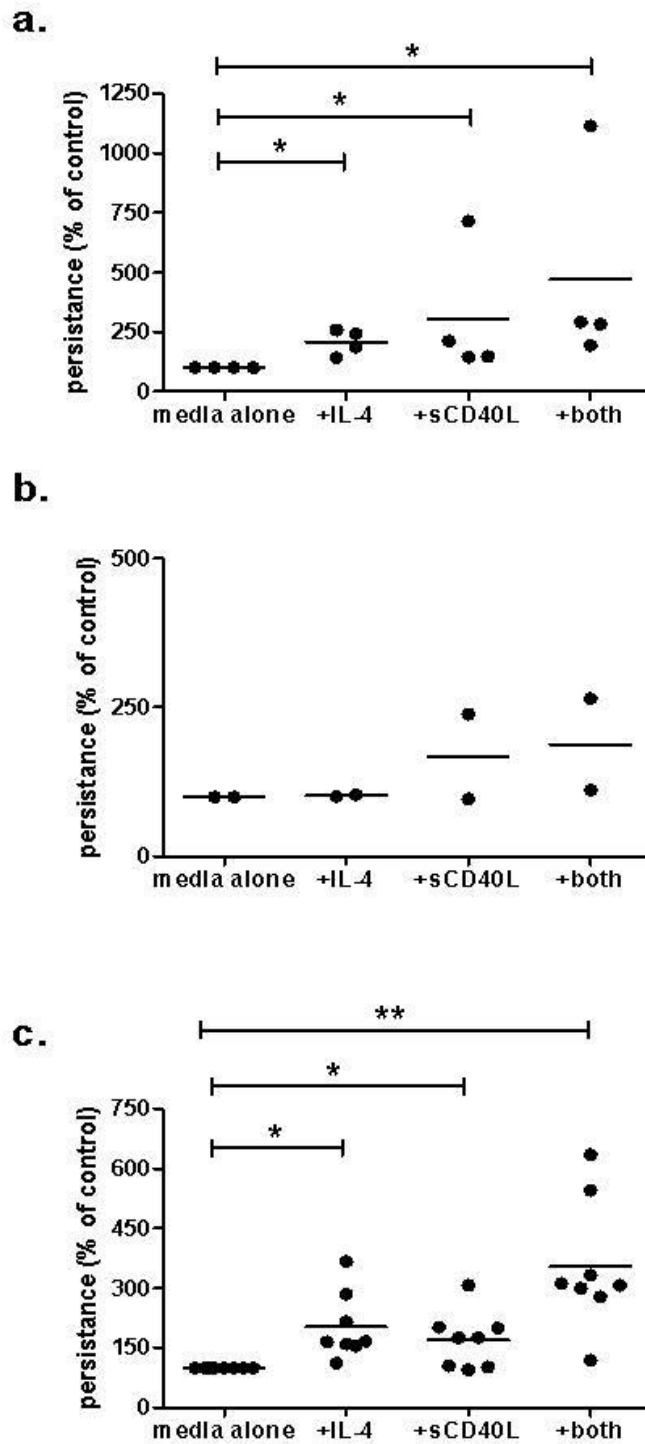 a.
*
*
*
persistance (% of control)
1250
1000
750
500
250
0
media alone +IL-4 +sCD40L +both
b.
persistance (% of control)
500
250
0
media alone +IL-4 +sCD40L +both
c.
**
*
*
persistance (% of control)
750
600
450
300
150
0
media alone +IL-4 +sCD40L +both